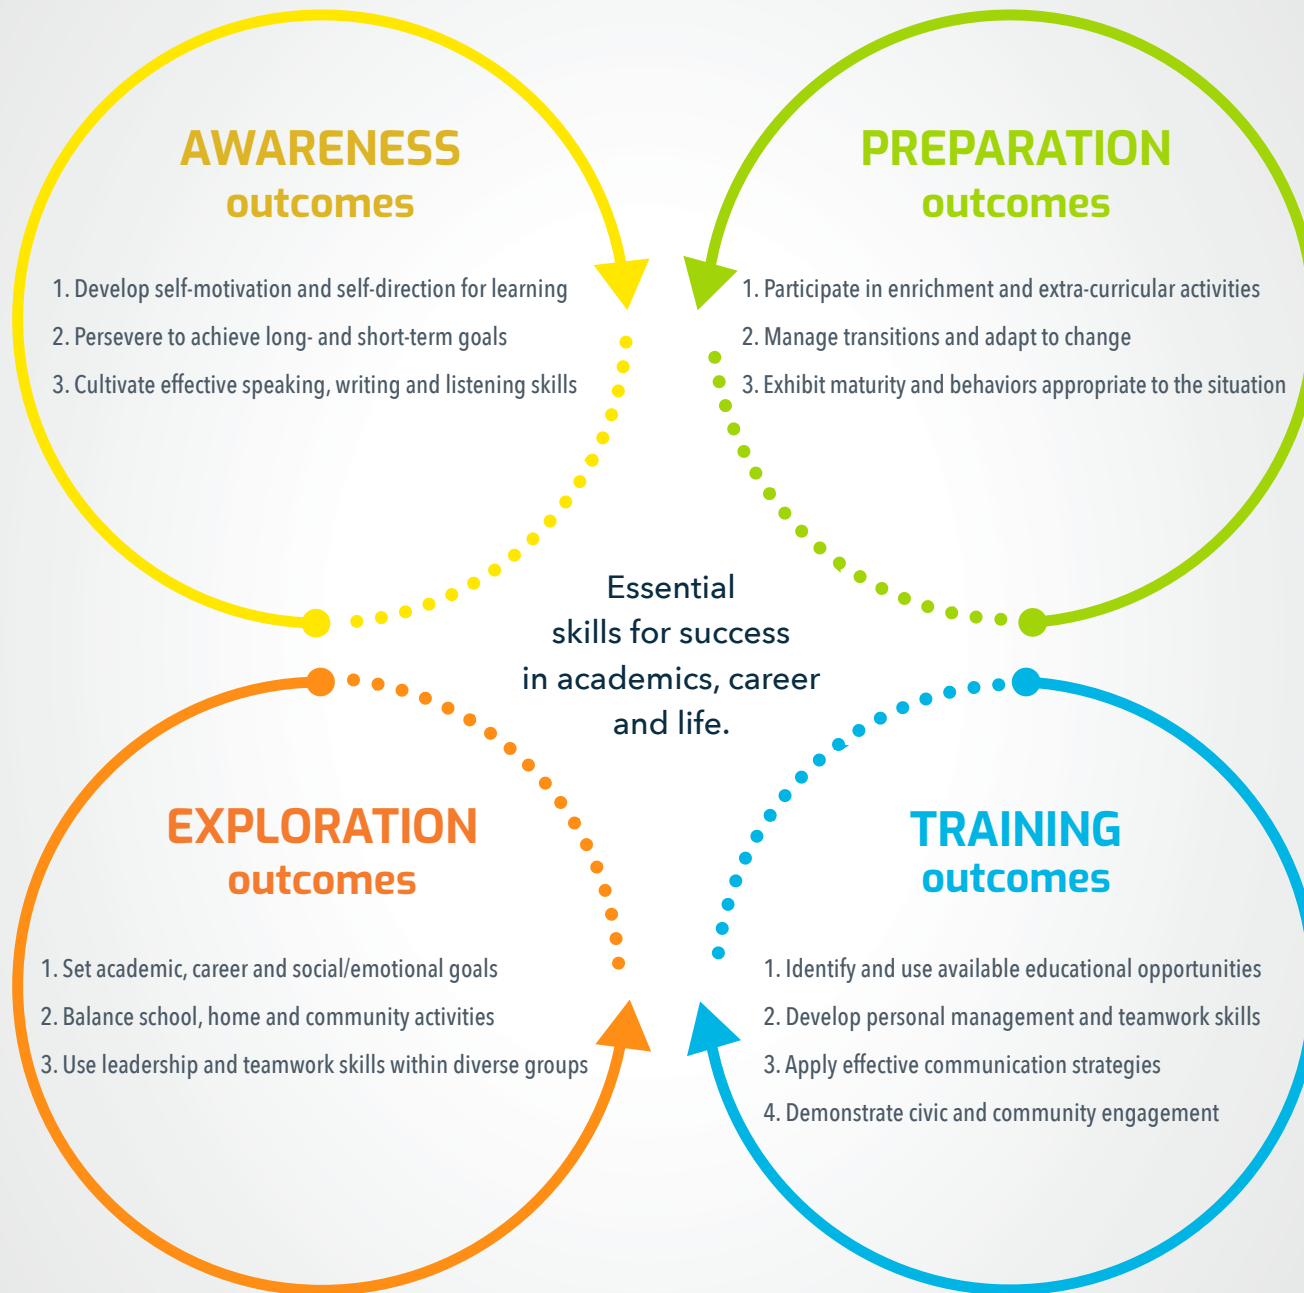 AWARENESS
outcomes
1. Develop self-motivation and self-direction for learning
2. Persevere to achieve long- and short-term goals
3. Cultivate effective speaking, writing and listening skills
PREPARATION
outcomes
1. Participate in enrichment and extra-curricular activities
2. Manage transitions and adapt to change
3. Exhibit maturity and behaviors appropriate to the situation
Essential
skills for success
in academics, career
and life.
EXPLORATION
outcomes
1. Set academic, career and social/emotional goals
2. Balance school, home and community activities
3. Use leadership and teamwork skills within diverse groups
TRAINING
outcomes
1. Identify and use available educational opportunities
2. Develop personal management and teamwork skills
3. Apply effective communication strategies
4. Demonstrate civic and community engagement